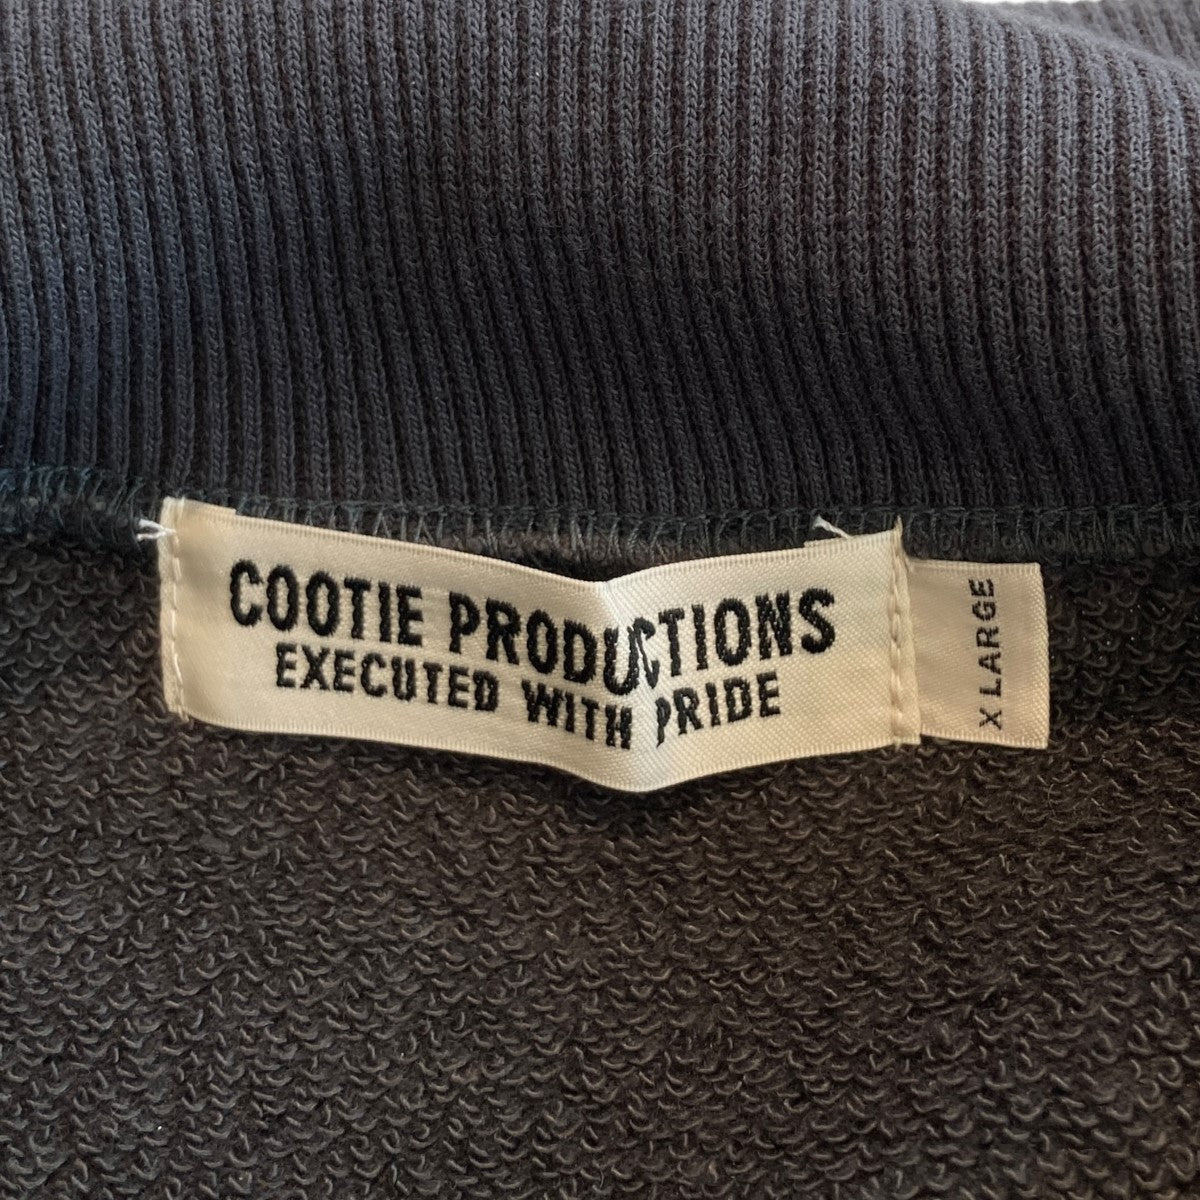 COOTIE PRODUCTIONS
EXECUTED WITH PRIDE
X LARGE